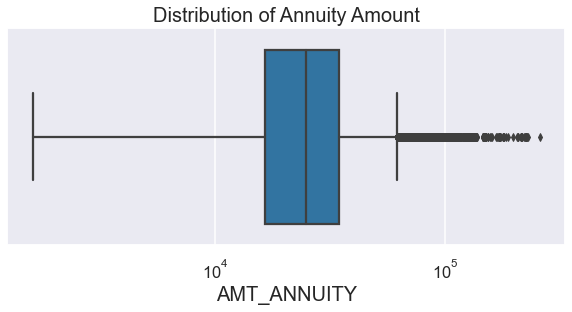 Distribution of Annuity Amount
10^4 10^5
AMT_ANNUITY